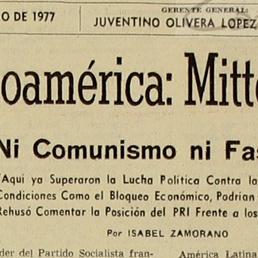 GERENTE GENERAL:
O DE 1977
JUVENTINO OLIVERA LOPEZ
oamérica: Mitte
Ni Comunismo ni Fas
"Aquí ya Superaron la Lucha Política Contra la
Condiciones Como el Bloqueo Económico, Podrían
Rehusó Comentar la Posición del PRI Frente a los
Por ISABEL ZAMORANO
der del Partido Socialista fran-
América Latina